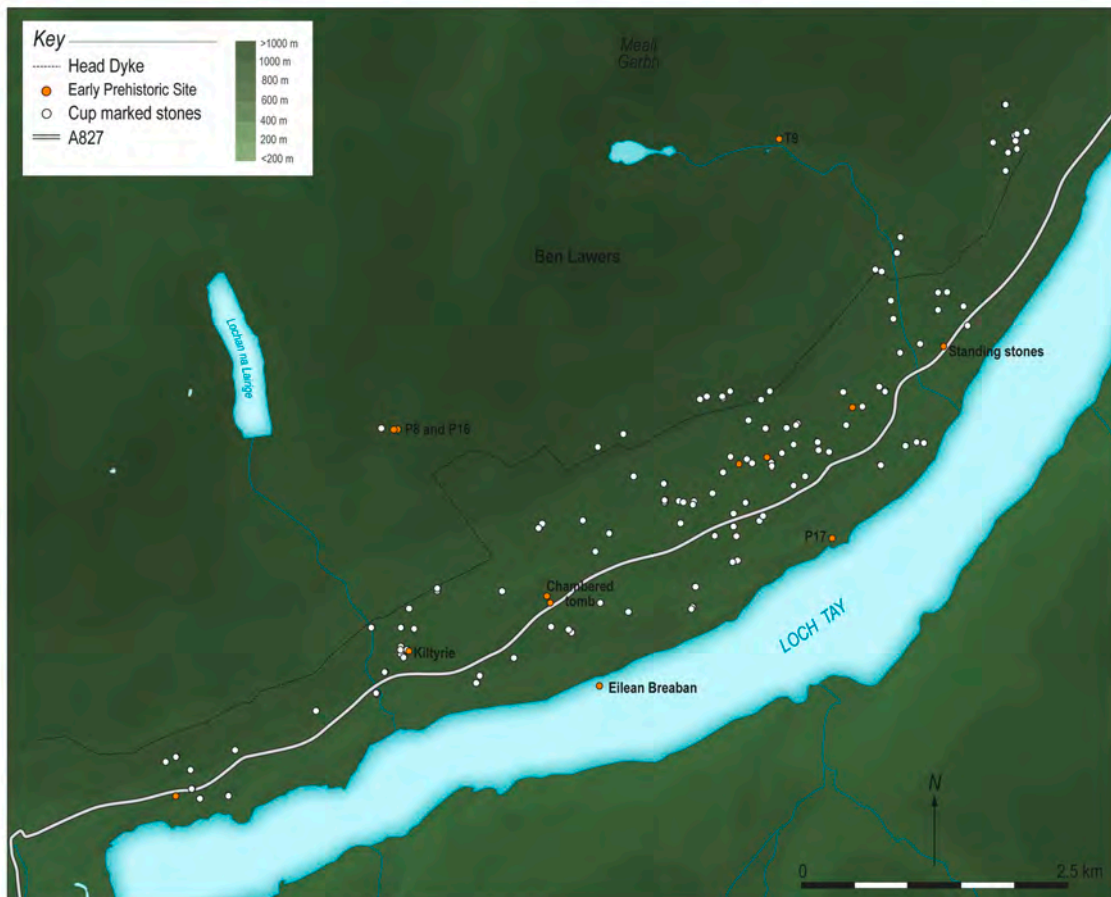 Key
Head Dyke
Early Prehistoric Site
Cup marked stones
A827
>1000 m
1000 m
800 m
600 m
400 m
200 m
<200 m
Meall
Gerbh
T8
Ben Lawers
Lochan na Lairige
Standing stones
P8 and P16
P17
Chambered
tomb
Kiltyrie
LOCH TAY
Eilean Breaban
N
0
2.5 km